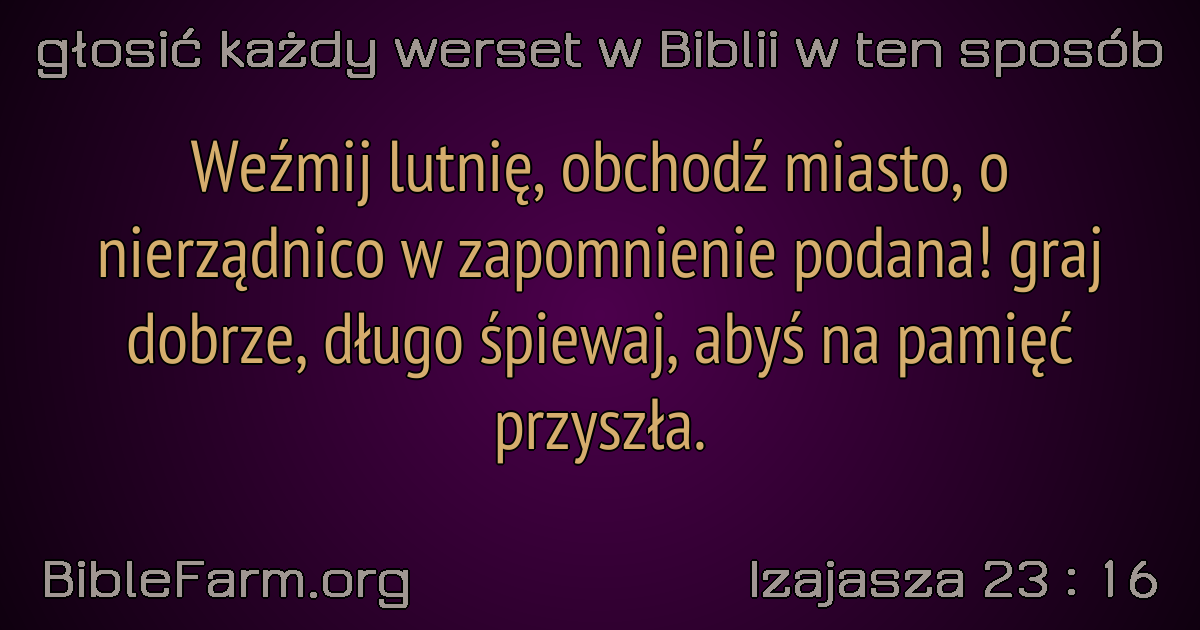 głosić każdy werset w Biblii w ten sposób
Weźmij lutnię, obchodź miasto, o
nierządnico w zapomnienie podana! graj
dobrze, długo śpiewaj, abyś na pamięć
przyszła.
BibleFarm.org
Izajasza 23 : 16